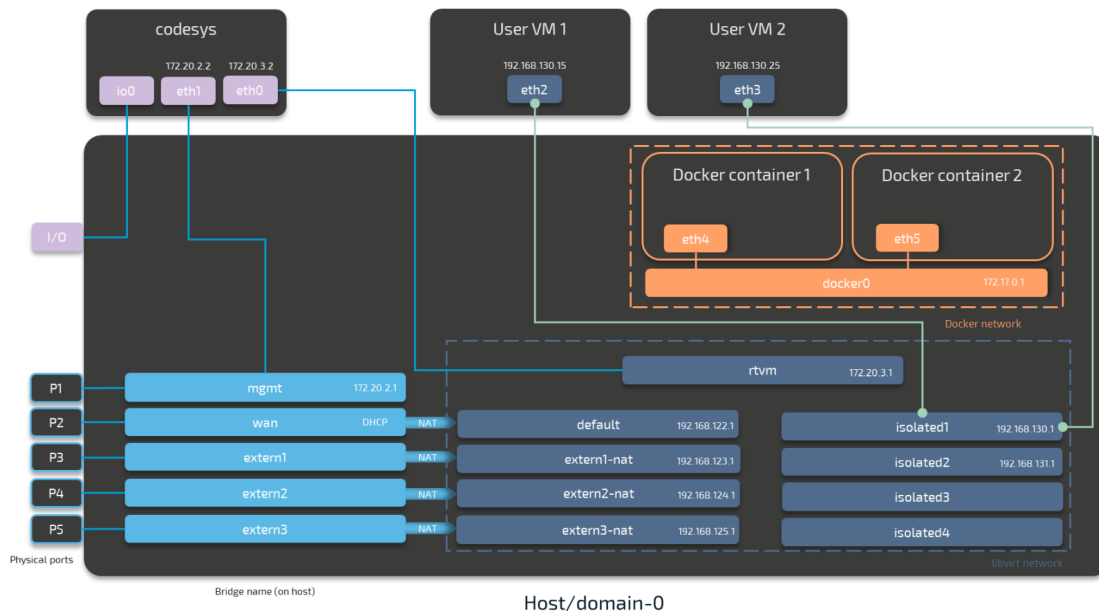 codesys
User VM 1
User VM 2
172.20.2.2
172.20.3.2
192.168.130.15
192.168.130.25
io0
eth1
eth0
eth2
eth3
Docker container 1
Docker container 2
I/O
eth4
eth5
docker0
172.17.0.1
Docker network
rtvm
172.20.3.1
P1
mgmt
172.20.2.1
P2
wan
DHCP
NAT
default
192.168.122.1
isolated1
192.168.130.1
P3
extern1
NAT
extern1-nat
192.168.123.1
isolated2
192.168.131.1
P4
extern2
NAT
extern2-nat
192.168.124.1
isolated3
P5
extern3
NAT
extern3-nat
192.168.125.1
isolated4
Physical ports
libvirt network
Bridge name (on host)
Host/domain-0